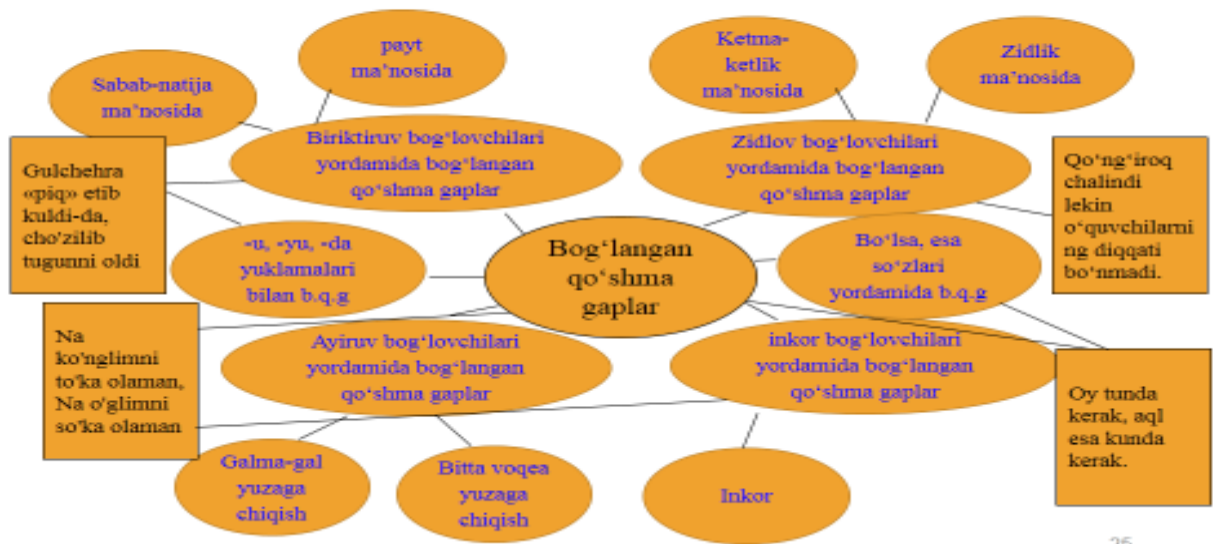 payt
ma'nosida
Ketma-
ketlik
ma'nosida
Zidlik
ma'nosida
Sabab-natija
ma'nosida
Biriktiruv bog‘lovchilari
yordamida bog‘langan
qo‘shma gaplar
Zidlov bog‘lovchilari
yordamida bog‘langan
qo‘shma gaplar
Gulchehra
«piq» etib
kuldi-da,
cho'zilib
tugunni oldi
Qo‘ng‘iroq
chalindi
lekin
o‘quvchilarni
ng diqqati
bo‘nmadi.
-u, -yu, -da
yuklamalari
bilan b.q.g
Bog‘langan
qo‘shma
gaplar
Bo‘lsa, esa
so‘zlari
yordamida b.q.g
Na
ko'nglimni
to'ka olaman,
Na o'glimni
so'ka olaman
Ayiruv bog‘lovchilari
yordamida bog‘langan
qo‘shma gaplar
inkor bog‘lovchilari
yordamida bog‘langan
qo‘shma gaplar
Oy tunda
kerak, aql
esa kunda
kerak.
Galma-gal
yuzaga
chiqish
Bitta voqea
yuzaga
chiqish
Inkor